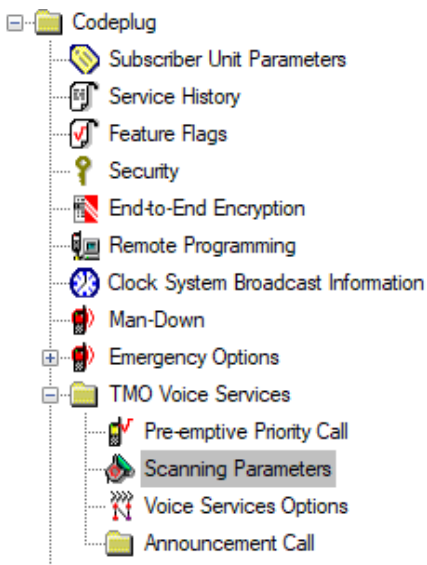 Codeplug
Subscriber Unit Parameters
Service History
Feature Flags
Security
End-to-End Encryption
Remote Programming
Clock System Broadcast Information
Man-Down
Emergency Options
TMO Voice Services
Pre-emptive Priority Call
Scanning Parameters
Voice Services Options
Announcement Call